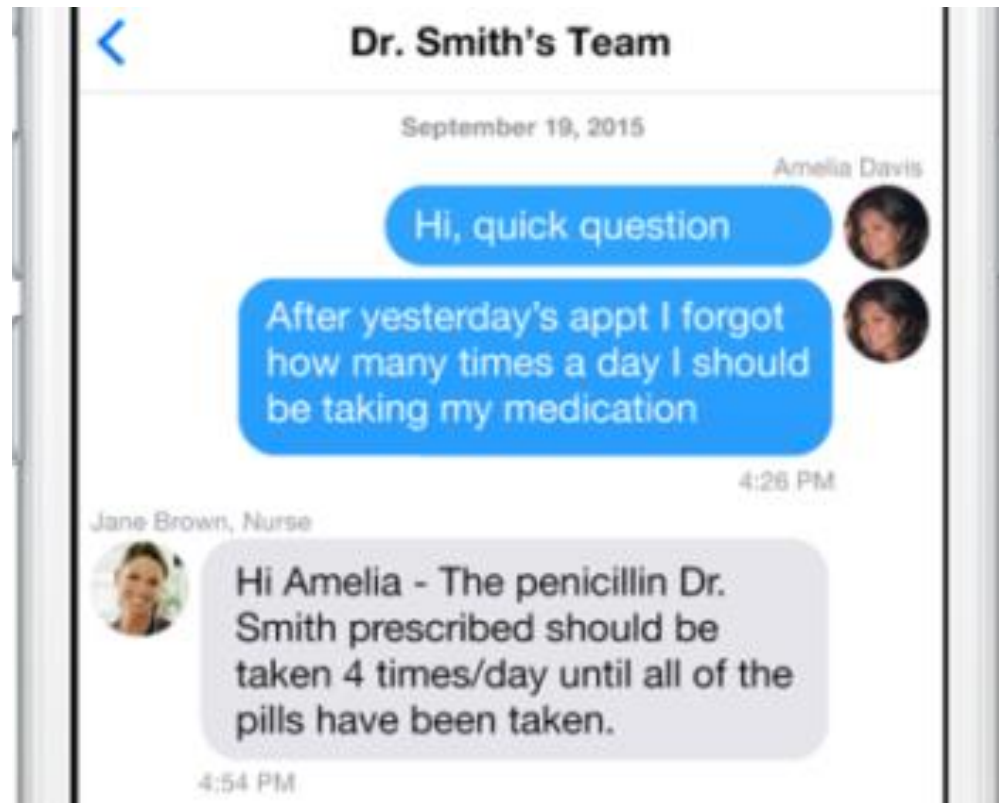 Dr. Smith's Team
September 19, 2015
Amelia Davis
Hi, quick question
After yesterday's appt I forgot
how many times a day I should
be taking my medication
4:26 PM
Jane Brown, Nurse
Hi Amelia - The penicillin Dr.
Smith prescribed should be
taken 4 times/day until all of the
pills have been taken.
4:54 PM